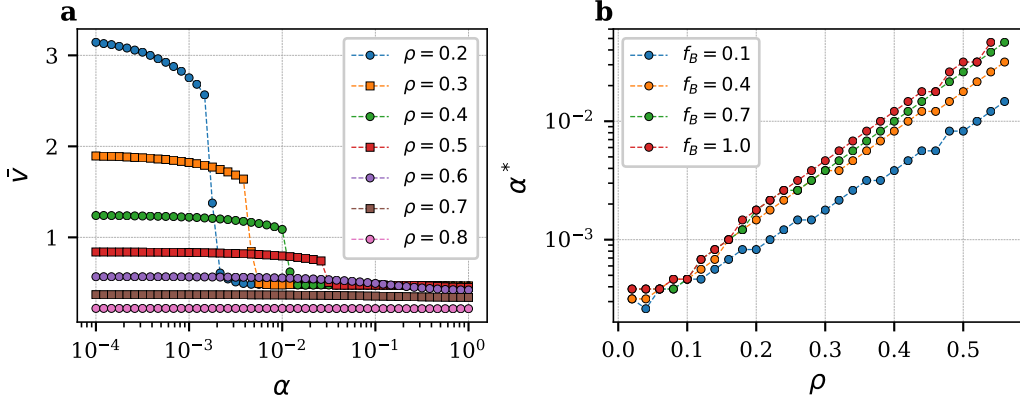 a
3
2
1
v̄
10⁻⁴
10⁻³
10⁻²
10⁻¹
10⁰
α
ρ = 0.2
ρ = 0.3
ρ = 0.4
ρ = 0.5
ρ = 0.6
ρ = 0.7
ρ = 0.8
b
10⁻²
10⁻³
α*
0.0
0.1
0.2
0.3
0.4
0.5
ρ
f_B = 0.1
f_B = 0.4
f_B = 0.7
f_B = 1.0